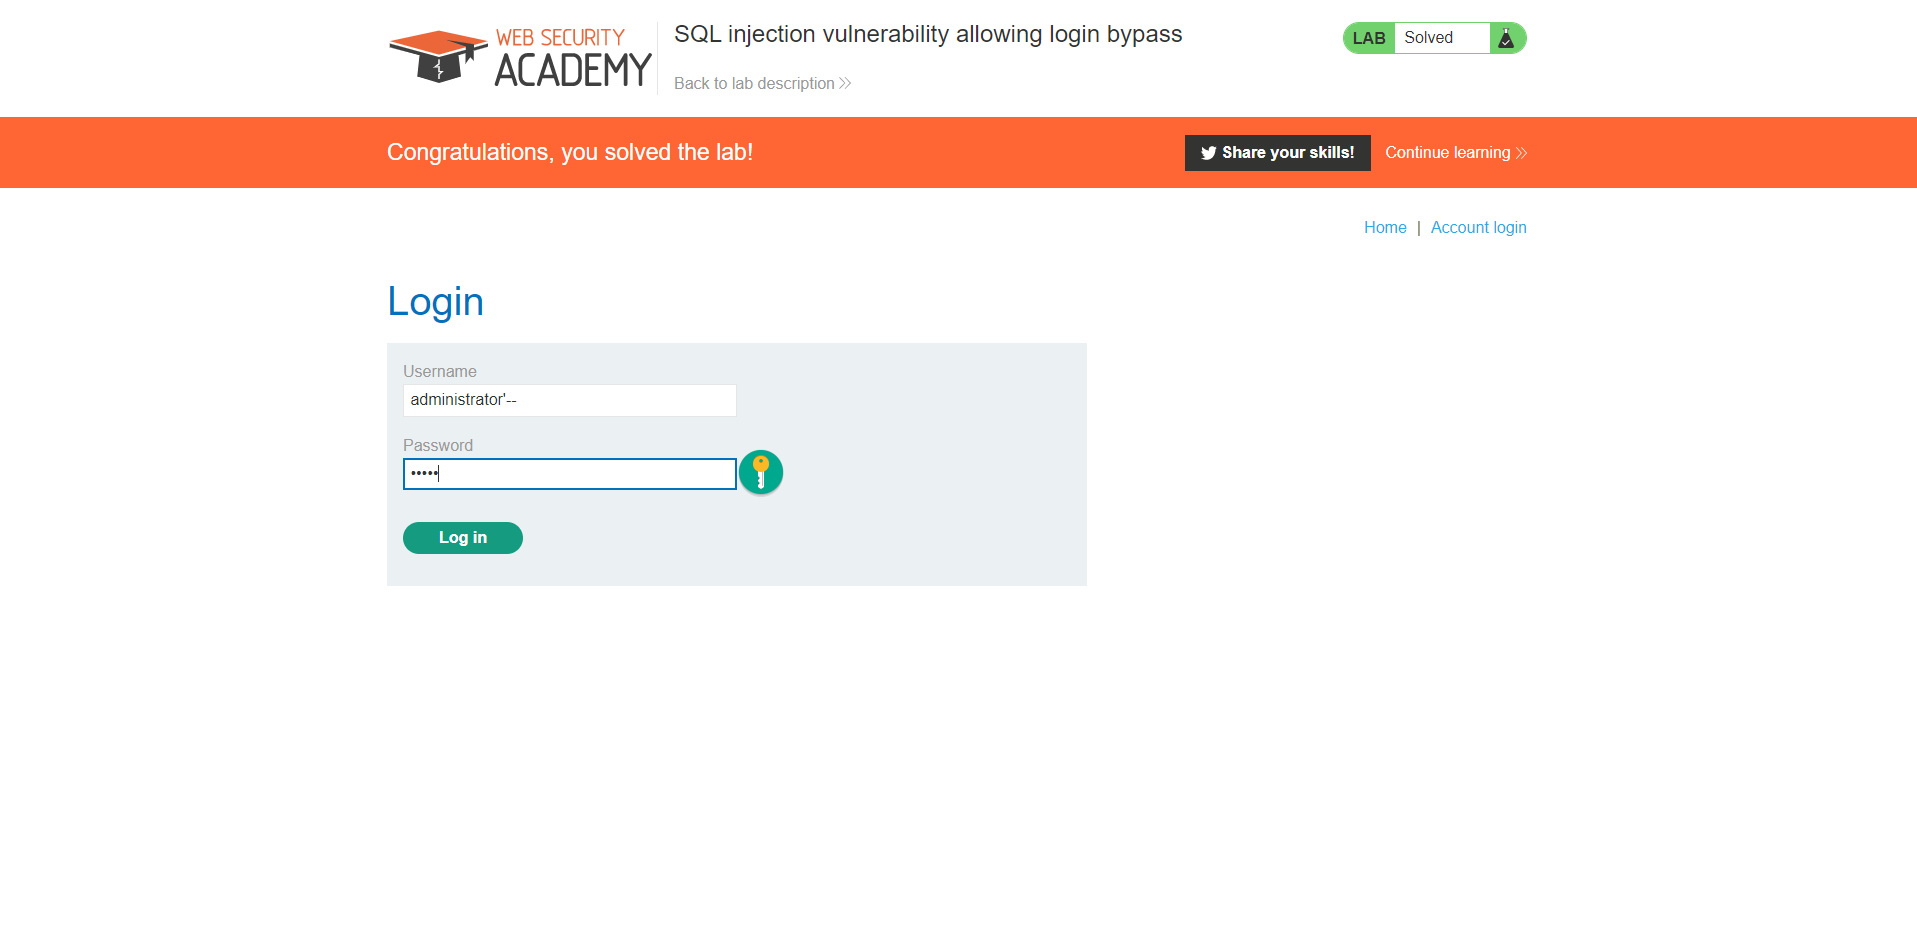 WEB SECURITY
ACADEMY
SQL injection vulnerability allowing login bypass
Back to lab description
LAB Solved
Congratulations, you solved the lab!
Share your skills! Continue learning
Home | Account login
Login
Username
administrator'--
Password
•••••
Log in